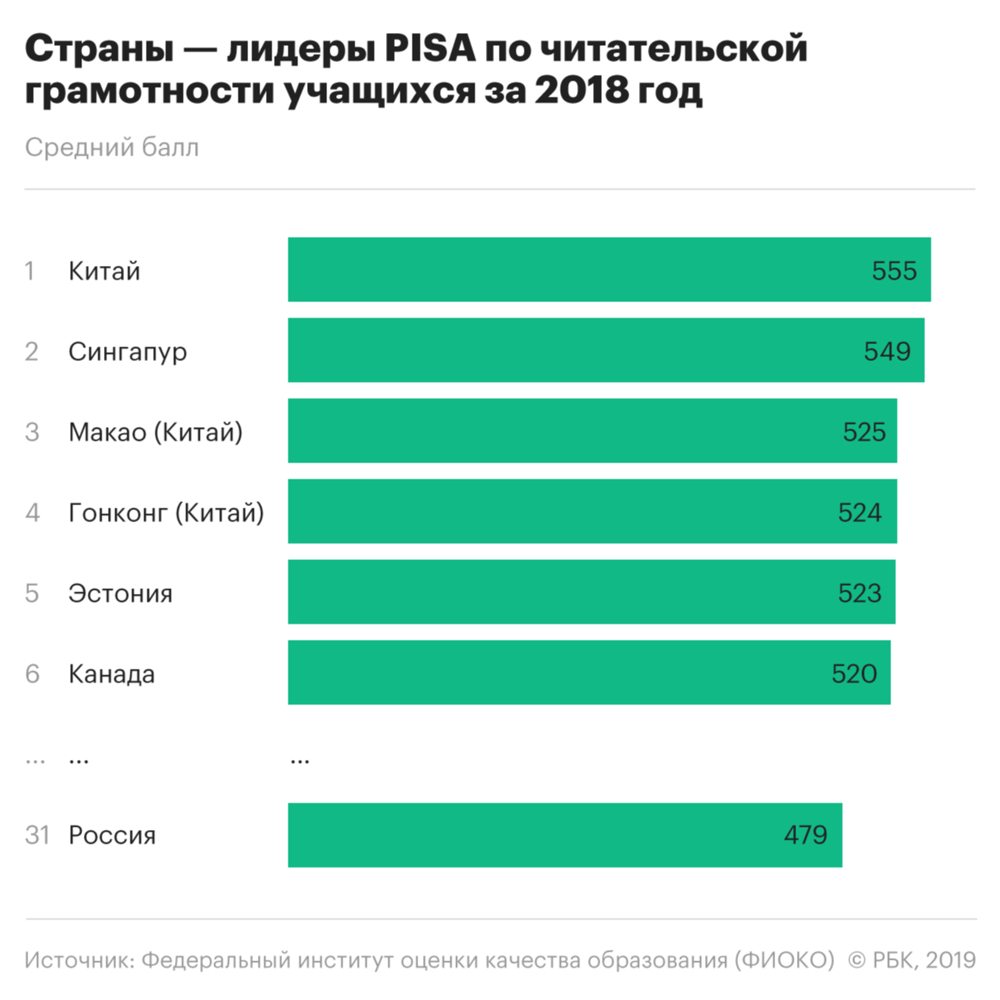 Страны — лидеры PISA по читательской
грамотности учащихся за 2018 год
Средний балл
1 Китай 555
2 Сингапур 549
3 Макао (Китай) 525
4 Гонконг (Китай) 524
5 Эстония 523
6 Канада 520
... ... ...
31 Россия 479
Источник: Федеральный институт оценки качества образования (ФИОКО) © РБК, 2019